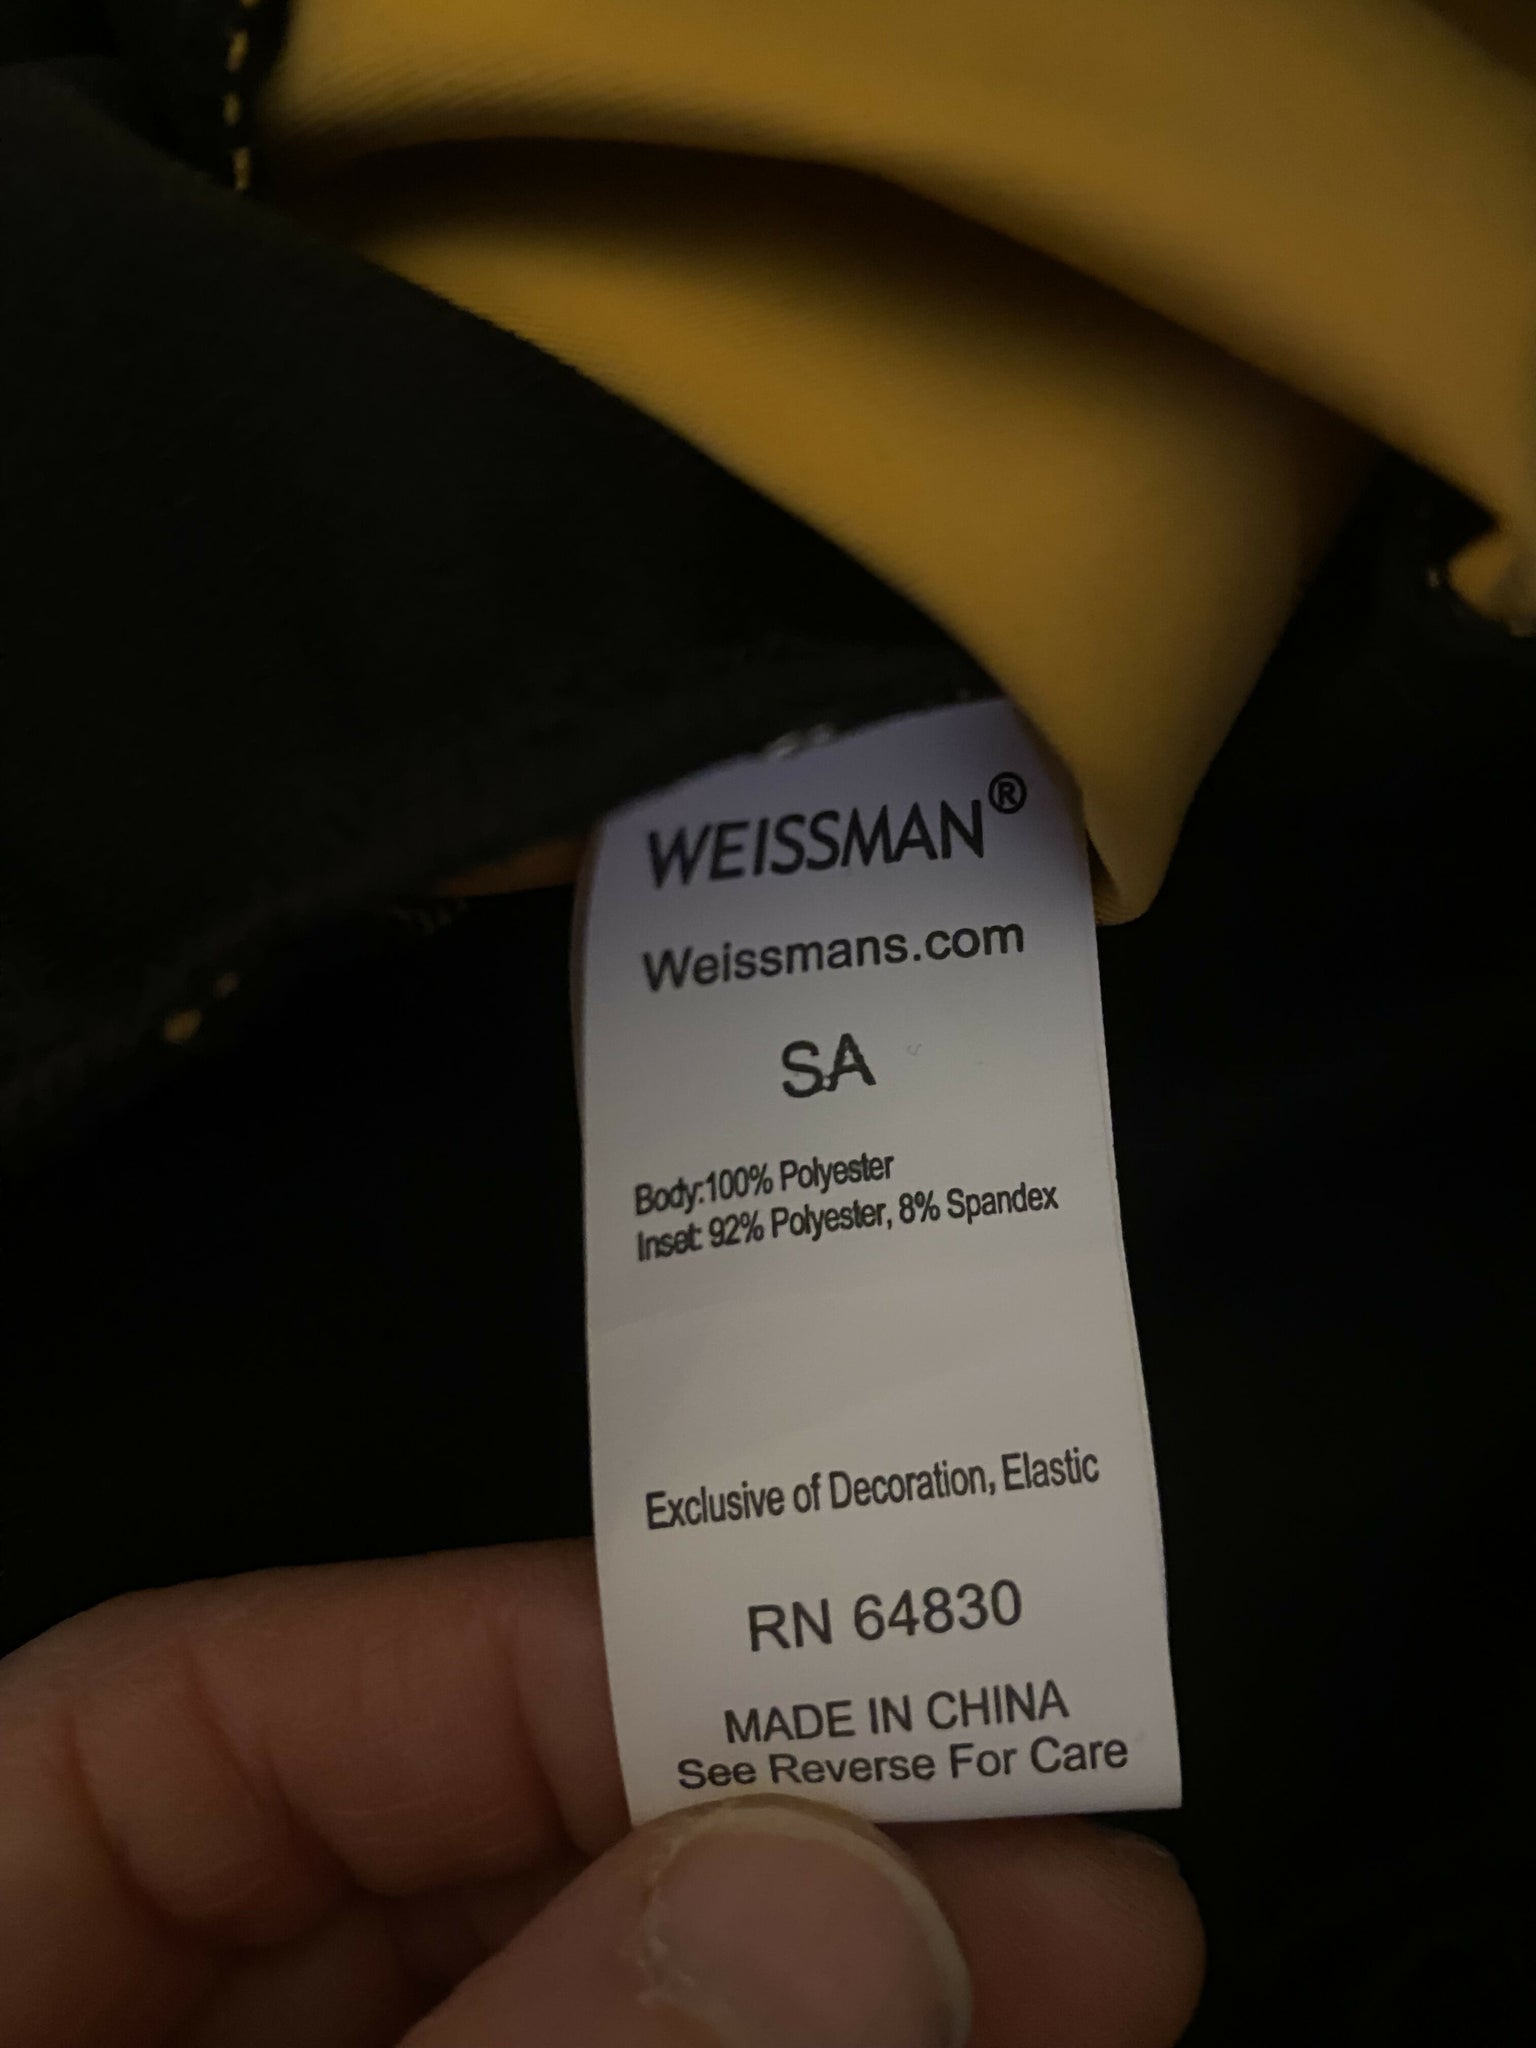 WEISSMAN®
Weissmans.com
SA
Body:100% Polyester
Inset: 92% Polyester, 8% Spandex
Exclusive of Decoration, Elastic
RN 64830
MADE IN CHINA
See Reverse For Care